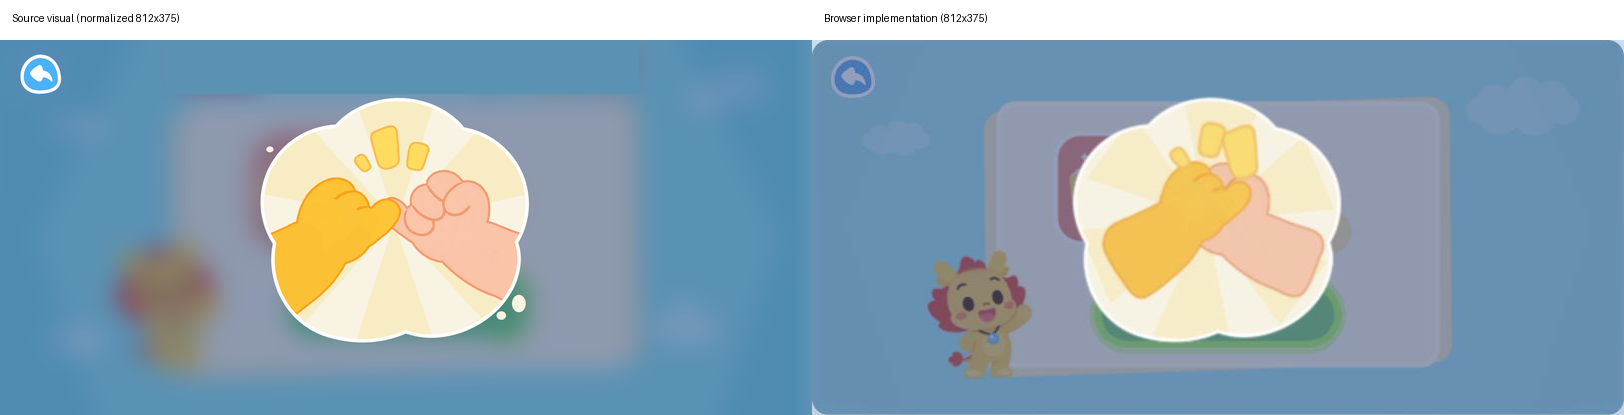 Source visual (normalized 812x375)
Browser implementation (812x375)